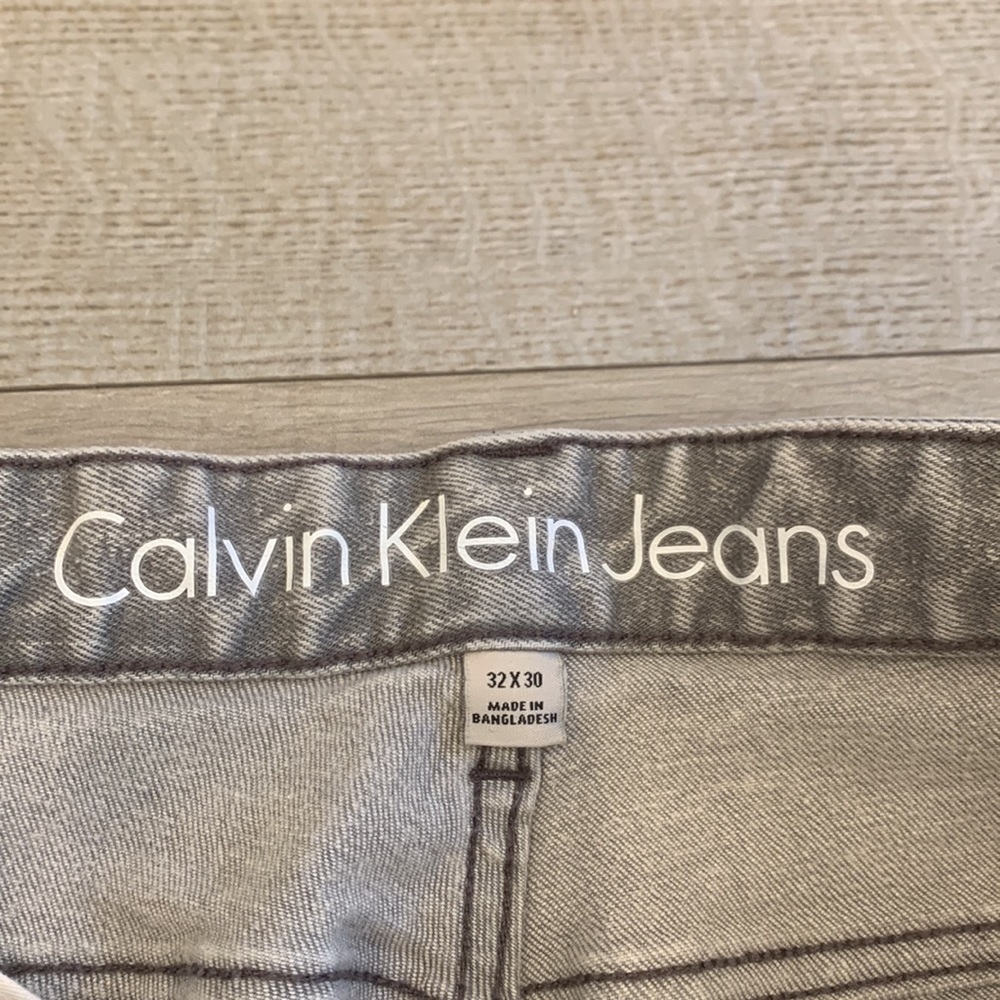 Calvin Klein Jeans
32 X 30
MADE IN
BANGLADESH